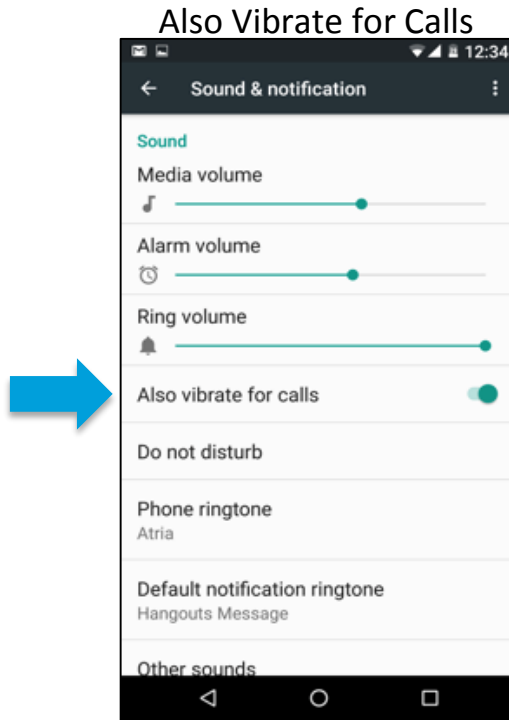 Also Vibrate for Calls
12:34
Sound & notification
Sound
Media volume
Alarm volume
Ring volume
Also vibrate for calls
Do not disturb
Phone ringtone
Atria
Default notification ringtone
Hangouts Message
Other sounds